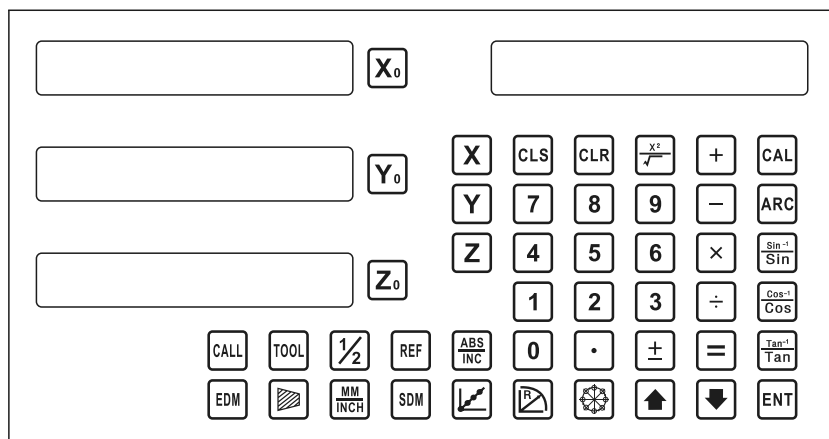 X₀
X CLS CLR X² √ + CAL
Y₀
Y 7 8 9 − ARC
Z 4 5 6 × Sin⁻¹ Sin
Z₀
1 2 3 ÷ Cos⁻¹ Cos
CALL TOOL 1/2 REF ABS INC 0 . ± = Tan⁻¹ Tan
EDM MM INCH SDM R ENT